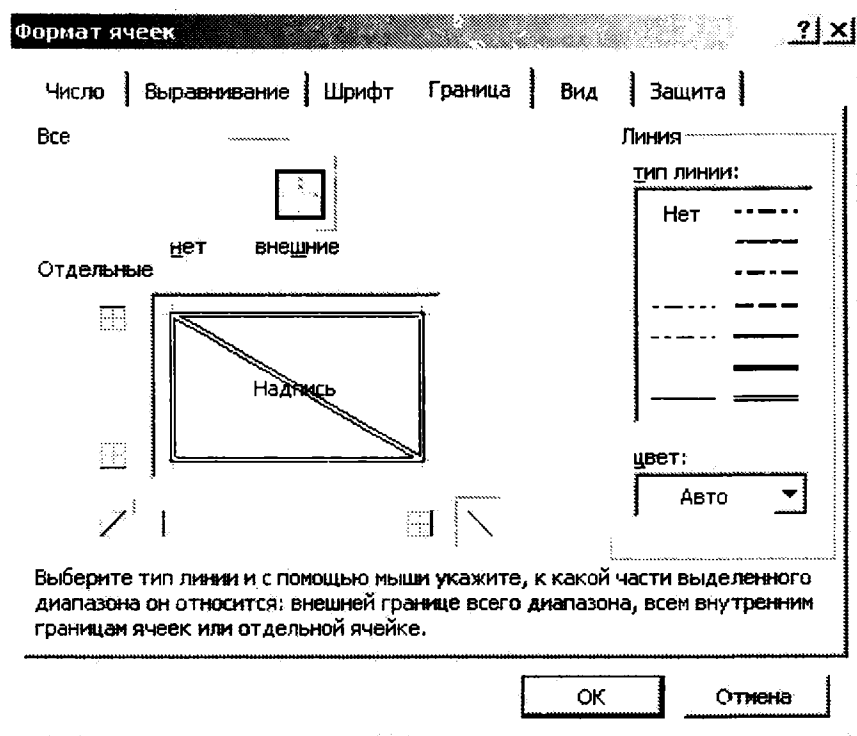 Формат ячеек
Число Выравнивание Шрифт Граница Вид Защита
Все
нет внешние
Отдельные
Надпись
Линия
тип линии:
Нет
цвет:
Авто
Выберите тип линии и с помощью мыши укажите, к какой части выделенного
диапазона он относится: внешней границе всего диапазона, всем внутренним
границам ячеек или отдельной ячейке.
ОК Отмена